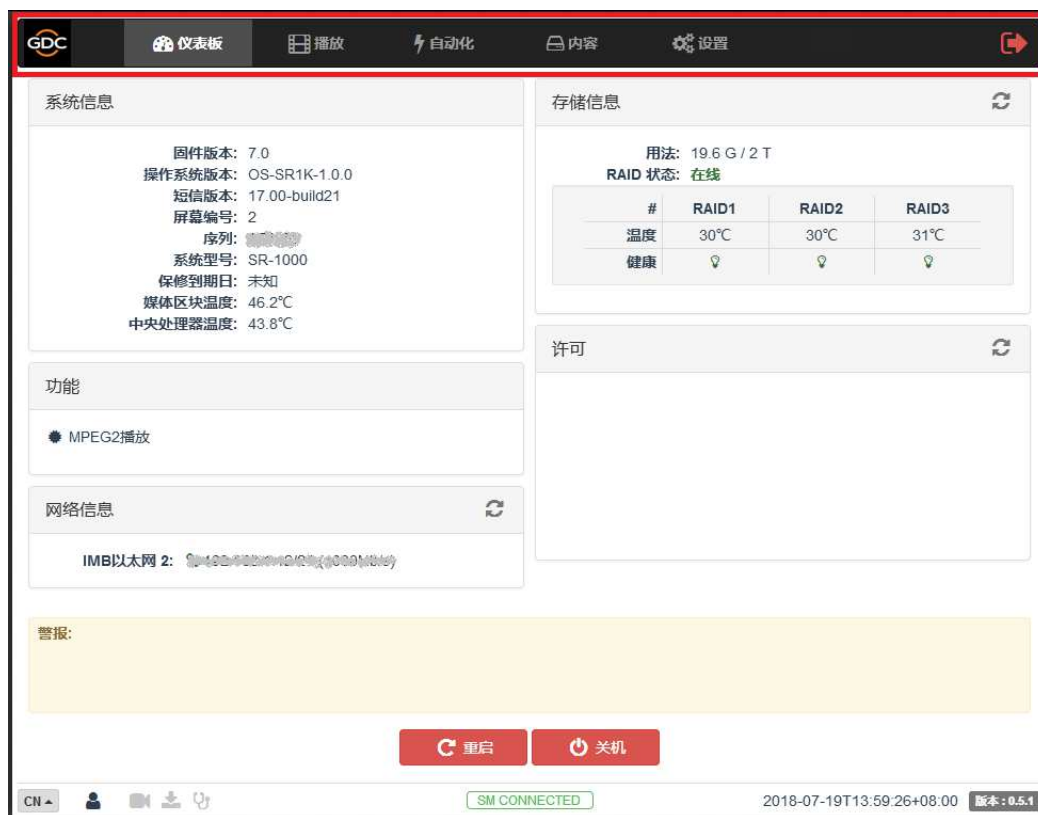 GDC 仪表板 播放 自动化 内容 设置
系统信息
固件版本: 7.0
操作系统版本: OS-SR1K-1.0.0
短信版本: 17.00-build21
屏幕编号: 2
序列:
系统型号: SR-1000
保修到期日: 未知
媒体区块温度: 46.2℃
中央处理器温度: 43.8℃
功能
MPEG2播放
网络信息
IMB以太网 2:
存储信息
用法: 19.6 G / 2 T
RAID 状态: 在线
# RAID1 RAID2 RAID3
温度 30℃ 30℃ 31℃
健康
许可
警报:
重启 关机
CN SM CONNECTED 2018-07-19T13:59:26+08:00 版本 : 0.5.1